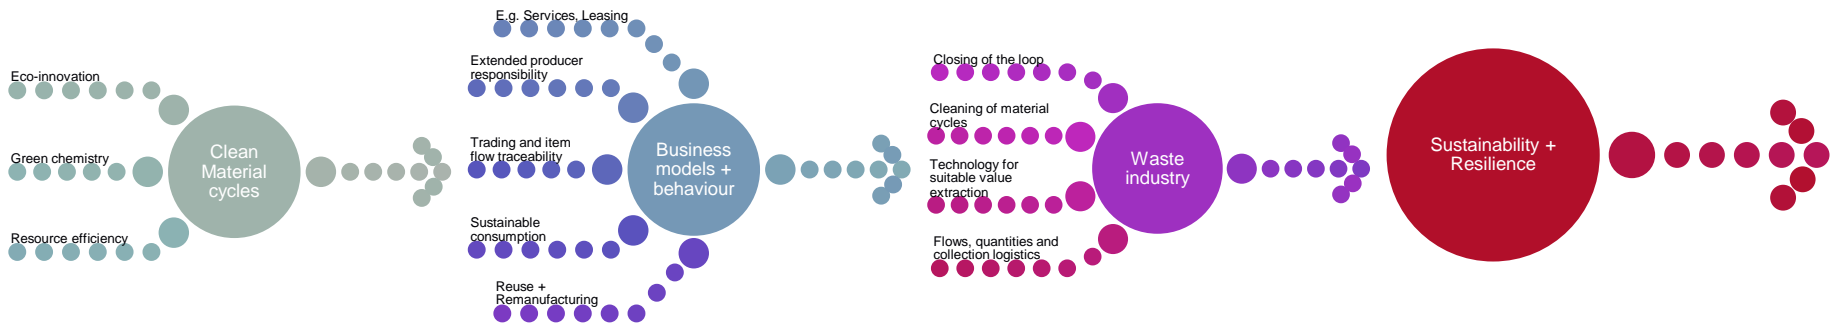 Eco-innovation
Green chemistry
Resource efficiency
Clean
Material
cycles
E.g. Services, Leasing
Extended producer
responsibility
Trading and item
flow traceability
Sustainable
consumption
Reuse +
Remanufacturing
Business
models +
behaviour
Closing of the loop
Cleaning of material
cycles
Technology for
suitable value
extraction
Flows, quantities and
collection logistics
Waste
industry
Sustainability +
Resilience